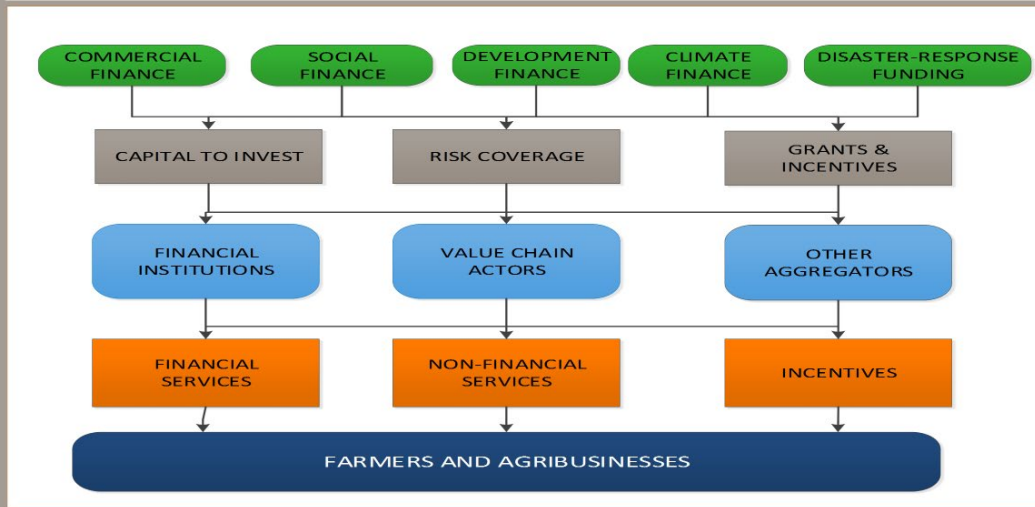 COMMERCIAL
FINANCE
SOCIAL
FINANCE
DEVELOPMENT
FINANCE
CLIMATE
FINANCE
DISASTER-RESPONSE
FUNDING
CAPITAL TO INVEST
RISK COVERAGE
GRANTS &
INCENTIVES
FINANCIAL
INSTITUTIONS
VALUE CHAIN
ACTORS
OTHER
AGGREGATORS
FINANCIAL
SERVICES
NON-FINANCIAL
SERVICES
INCENTIVES
FARMERS AND AGRIBUSINESSES